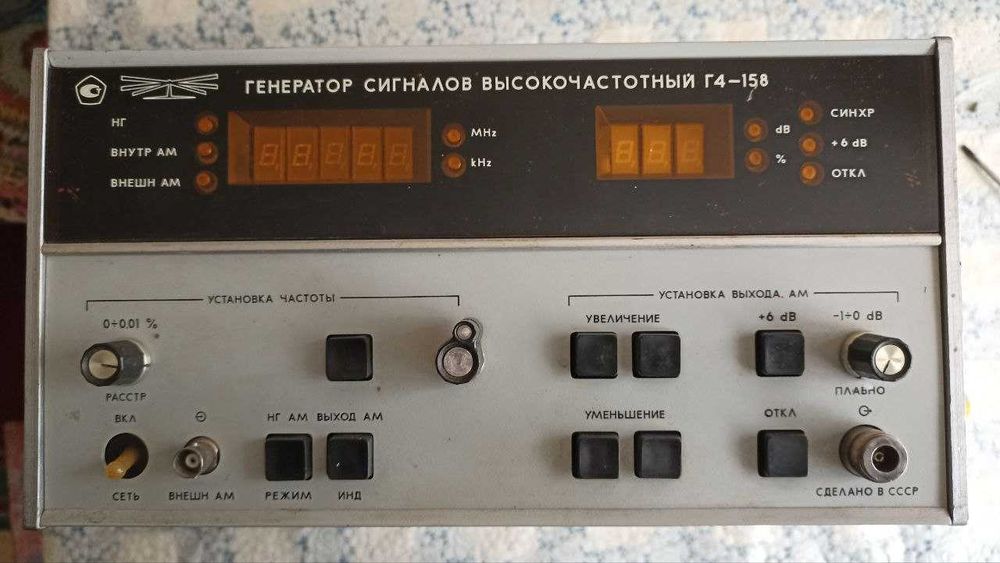 ГЕНЕРАТОР СИГНАЛОВ ВЫСОКОЧАСТОТНЫЙ Г4-158
НГ
ВНУТР АМ
ВНЕШН АМ
MHz
kHz
dB
%
СИНХР
+6 dB
ОТКЛ
УСТАНОВКА ЧАСТОТЫ
УСТАНОВКА ВЫХОДА, АМ
0÷0,01 %
УВЕЛИЧЕНИЕ
+6 dB
-1÷0 dB
РАССТР
ПЛАВНО
ВКЛ
НГ АМ
ВЫХОД АМ
УМЕНЬШЕНИЕ
ОТКЛ
СЕТЬ
ВНЕШН АМ
РЕЖИМ
ИНД
СДЕЛАНО В СССР